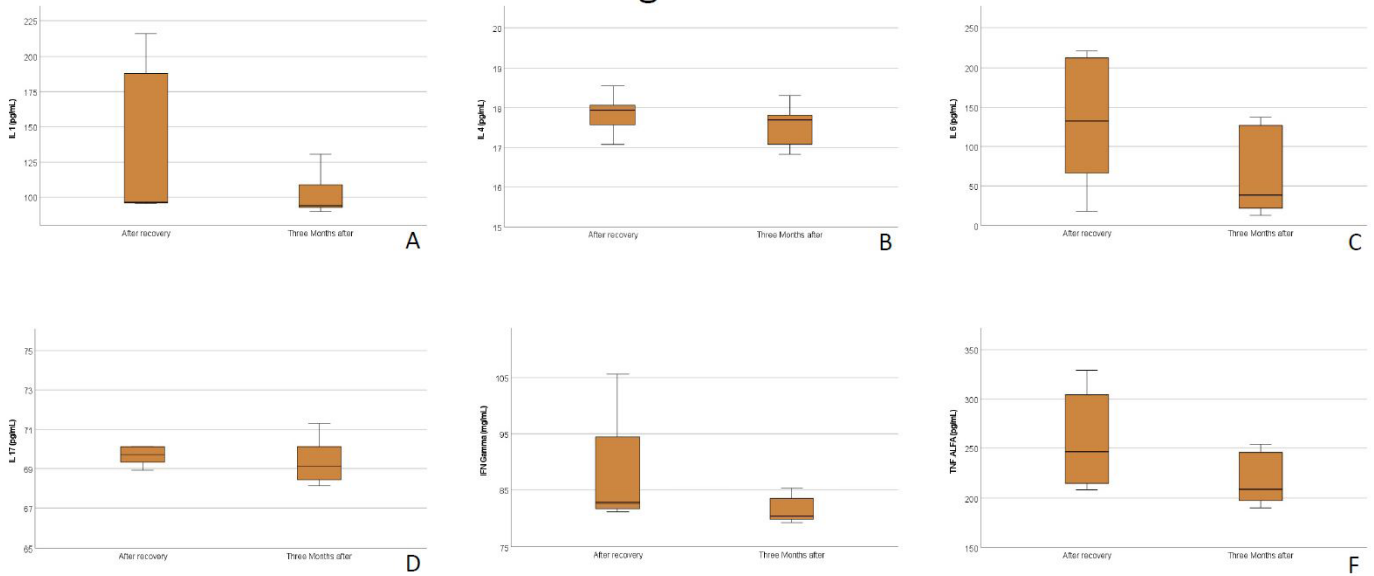 225
200
175
150
125
100
IL 1 (pg/mL)
After recovery
Three Months after
A
20
19
18
17
16
15
IL 4 (pg/mL)
After recovery
Three Months after
B
250
200
150
100
50
0
IL 6 (pg/mL)
After recovery
Three Months after
C
75
73
71
69
67
65
IL 17 (pg/mL)
After recovery
Three Months after
D
105
95
85
75
IFN Gamma (mg/mL)
After recovery
Three Months after
350
300
250
200
150
TNF ALFA (pg/mL)
After recovery
Three Months after
F